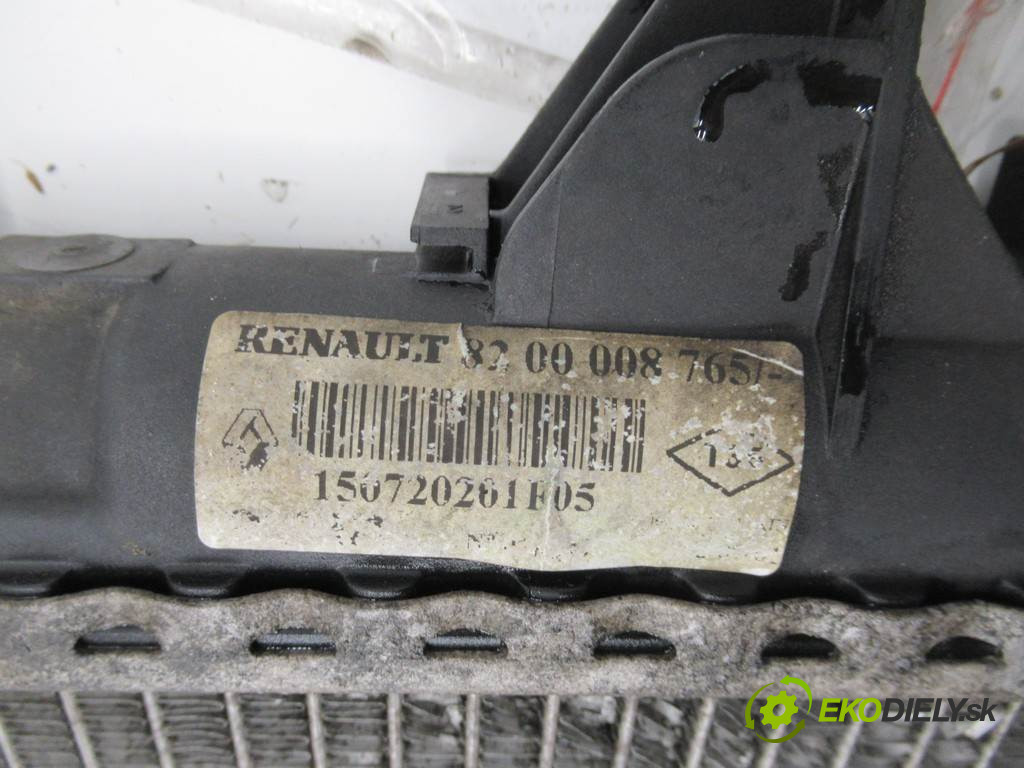 RENAULT 82 00 008 765/-
150720201F05
EKODIELY.sk